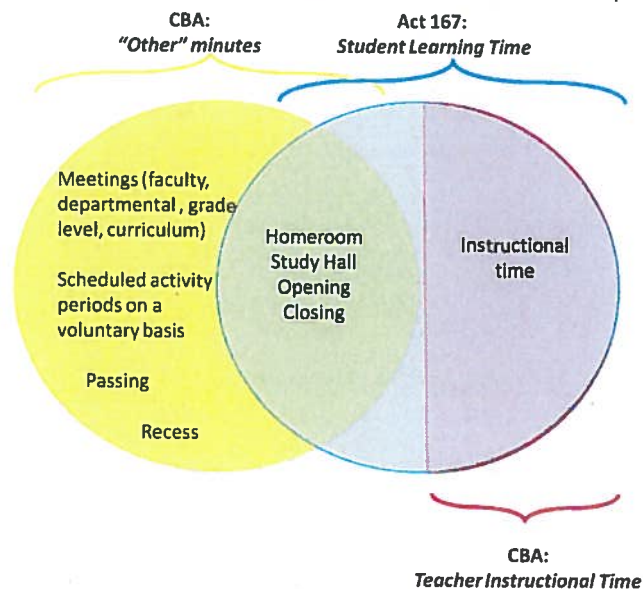 CBA:
"Other" minutes
Act 167:
Student Learning Time
Meetings (faculty,
departmental, grade
level, curriculum)
Scheduled activity
periods on a
voluntary basis
Passing
Recess
Homeroom
Study Hall
Opening
Closing
Instructional
time
CBA:
Teacher Instructional Time